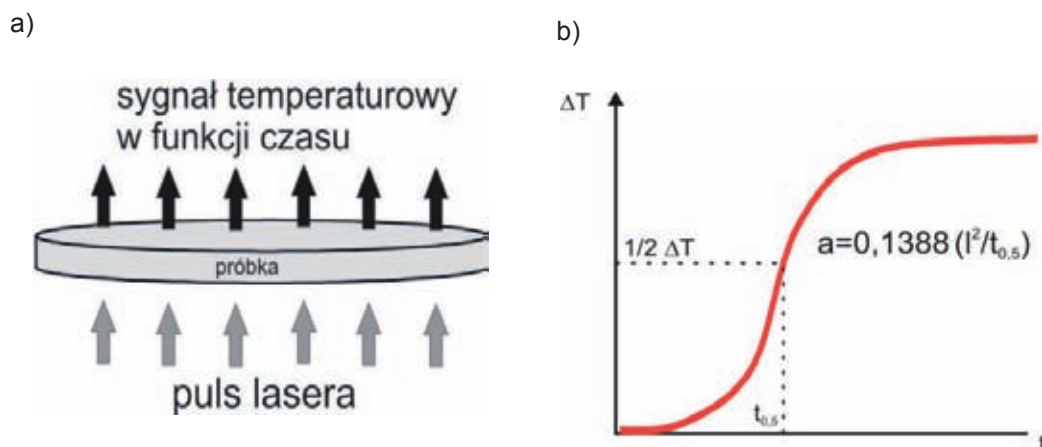 a)
sygnał temperaturowy
w funkcji czasu
próbka
puls lasera
b)
ΔT
1/2 ΔT
a=0,1388 (l²/t₀,₅)
t₀,₅
t